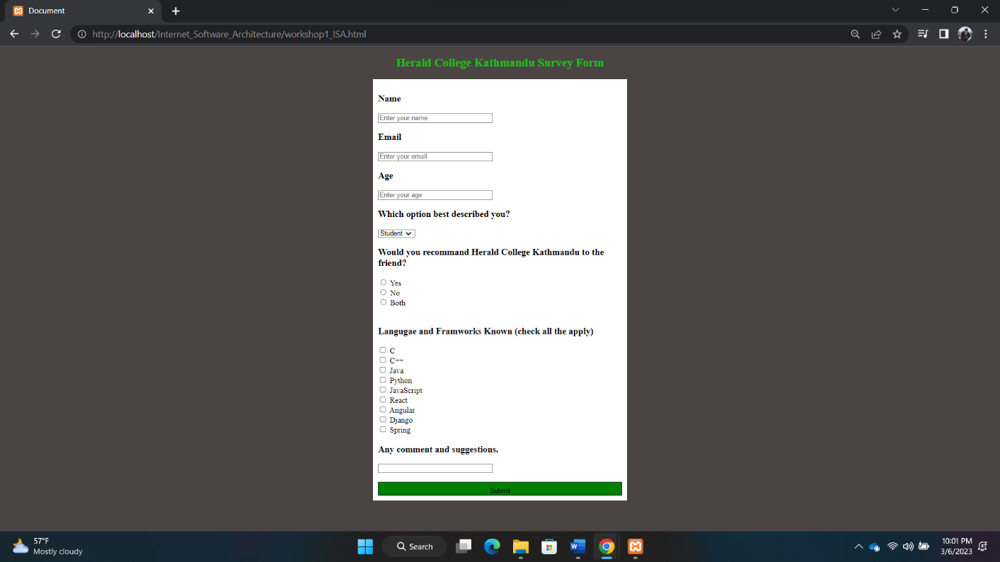 Document
http://localhost/Internet_Software_Architecture/workshop1_ISA.html
Herald College Kathmandu Survey Form
Name
Enter your name
Email
Enter your email
Age
Enter your age
Which option best described you?
Student
Would you recommand Herald College Kathmandu to the
friend?
Yes
No
Both
Langugae and Framworks Known (check all the apply)
C
C++
Java
Python
JavaScript
React
Angular
Django
Spring
Any comment and suggestions.
Submit
57°F
Mostly cloudy
Search
W
10:01 PM
3/6/2023